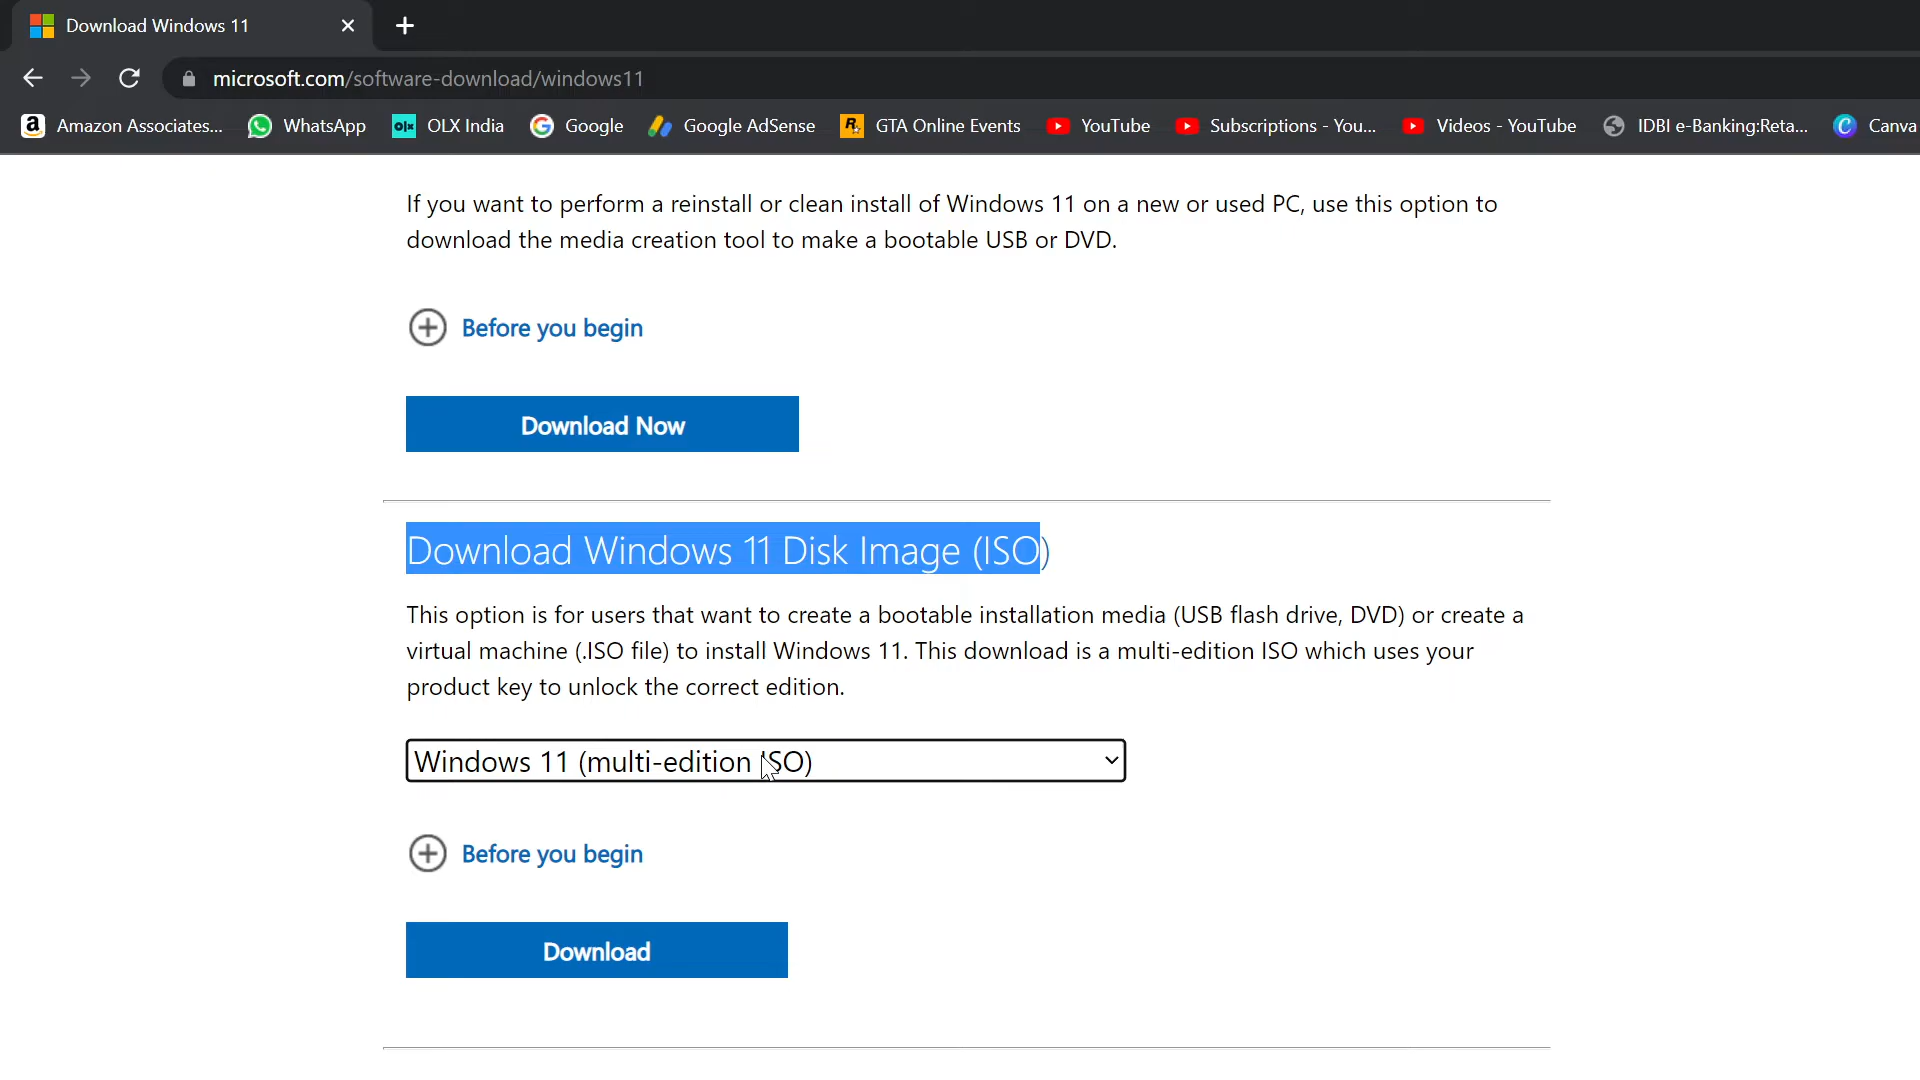 Download Windows 11
microsoft.com/software-download/windows11
Amazon Associates... WhatsApp OLX India Google Google AdSense GTA Online Events YouTube Subscriptions - You... Videos - YouTube IDBI e-Banking:Reta... Canva
If you want to perform a reinstall or clean install of Windows 11 on a new or used PC, use this option to
download the media creation tool to make a bootable USB or DVD.
Before you begin
Download Now
Download Windows 11 Disk Image (ISO)
This option is for users that want to create a bootable installation media (USB flash drive, DVD) or create a
virtual machine (.ISO file) to install Windows 11. This download is a multi-edition ISO which uses your
product key to unlock the correct edition.
Windows 11 (multi-edition ISO)
Before you begin
Download